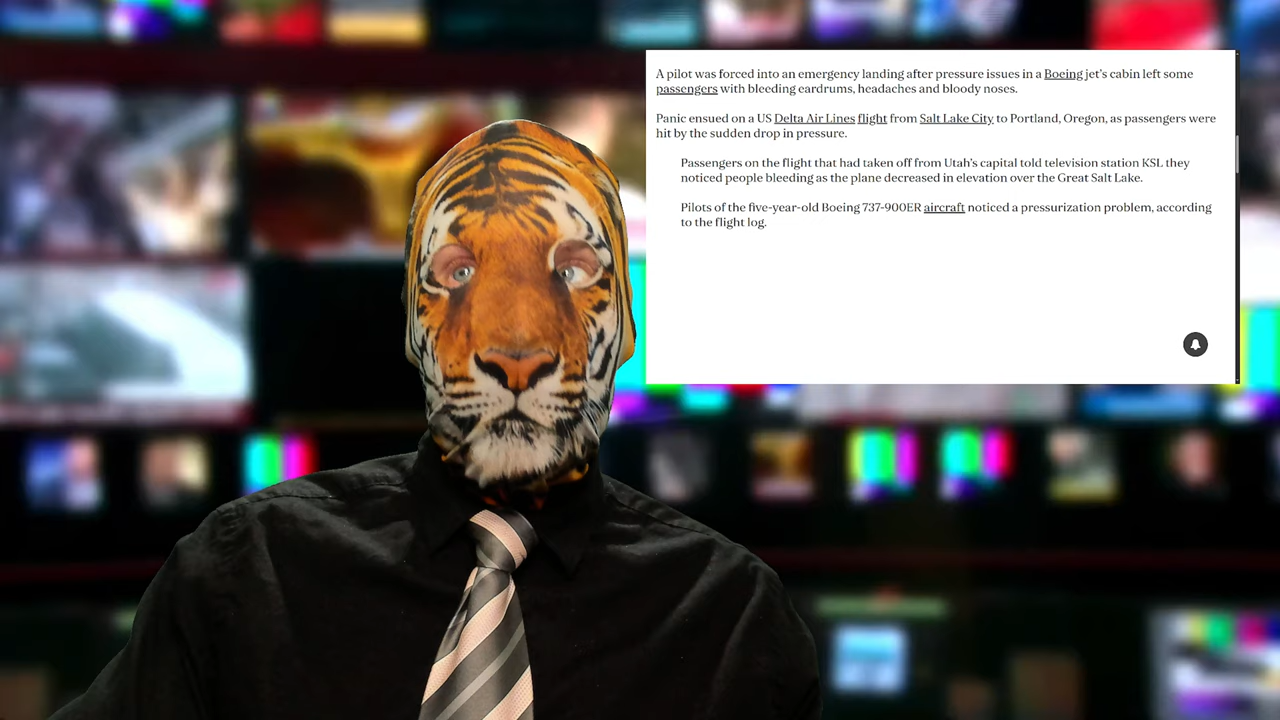 A pilot was forced into an emergency landing after pressure issues in a Boeing jet's cabin left some
passengers with bleeding eardrums, headaches and bloody noses.
Panic ensued on a US Delta Air Lines flight from Salt Lake City to Portland, Oregon, as passengers were
hit by the sudden drop in pressure.
Passengers on the flight that had taken off from Utah's capital told television station KSL they
noticed people bleeding as the plane decreased in elevation over the Great Salt Lake.
Pilots of the five-year-old Boeing 737-900ER aircraft noticed a pressurization problem, according
to the flight log.